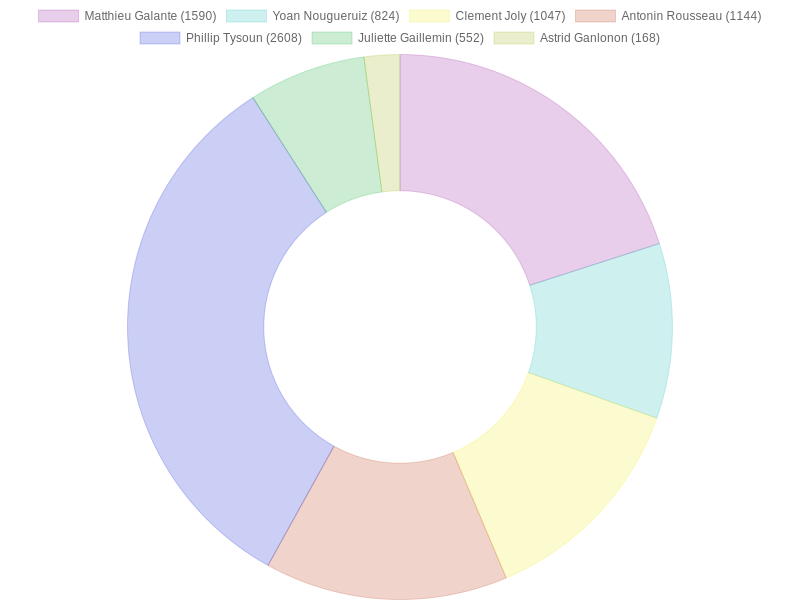 Matthieu Galante (1590) Yoan Nougueruiz (824) Clement Joly (1047) Antonin Rousseau (1144)
Phillip Tysoun (2608) Juliette Gaillemin (552) Astrid Ganlonon (168)